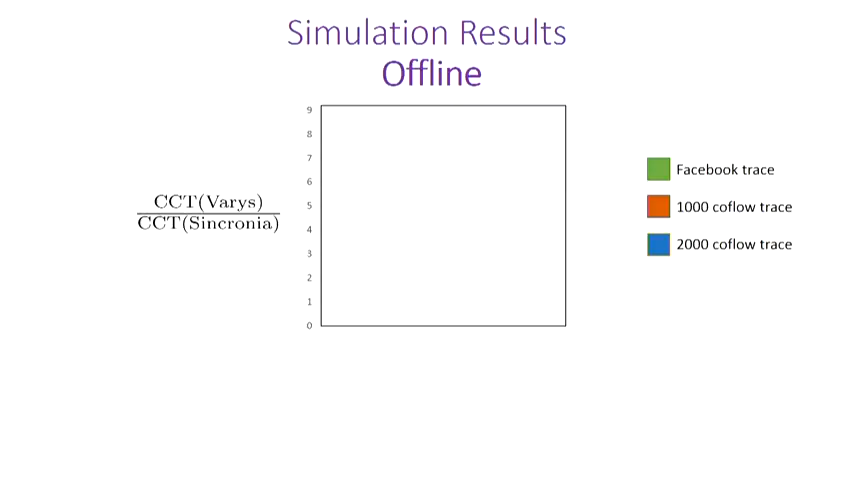 Simulation Results
Offline
9
8
7
6
5
4
3
2
1
0
CCT(Varys)
CCT(Sincronia)
Facebook trace
1000 coflow trace
2000 coflow trace